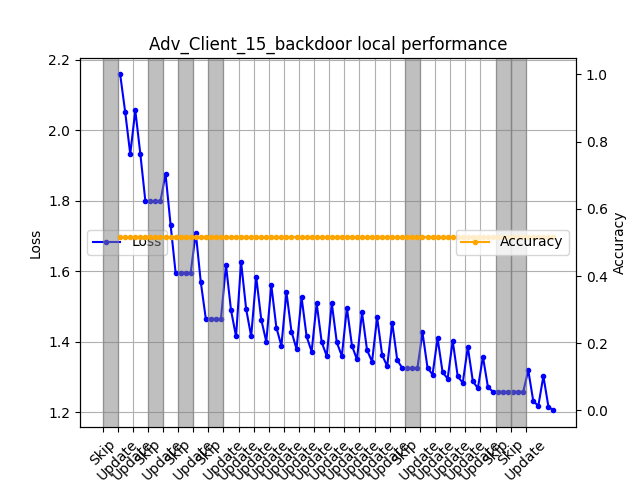 Adv_Client_15_backdoor local performance
2.2
2.0
1.8
1.6
1.4
1.2
Loss
Loss
Accuracy
1.0
0.8
0.6
0.4
0.2
0.0
Accuracy
Skip
Update
Update
Skip
Update
Skip
Update
Skip
Update
Update
Update
Update
Update
Update
Update
Update
Update
Update
Update
Update
Skip
Update
Update
Update
Update
Update
Skip
Skip
Update